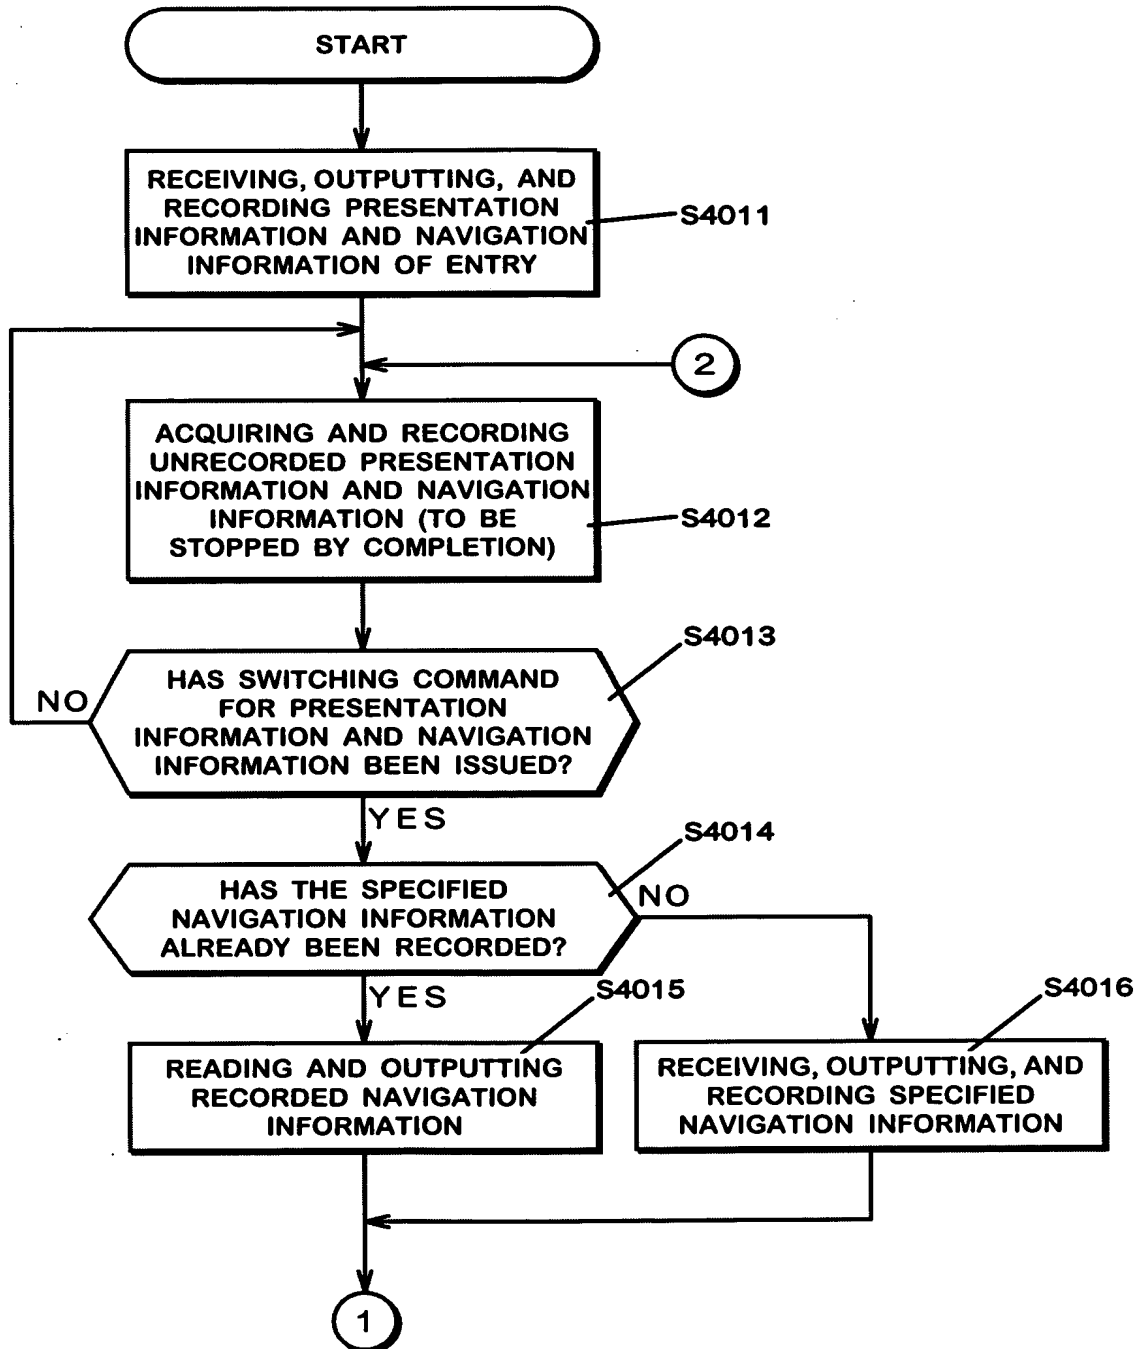 START
RECEIVING, OUTPUTTING, AND
RECORDING PRESENTATION
INFORMATION AND NAVIGATION
INFORMATION OF ENTRY
S4011
2
ACQUIRING AND RECORDING
UNRECORDED PRESENTATION
INFORMATION AND NAVIGATION
INFORMATION (TO BE
STOPPED BY COMPLETION)
S4012
S4013
HAS SWITCHING COMMAND
FOR PRESENTATION
INFORMATION AND NAVIGATION
INFORMATION BEEN ISSUED?
NO
YES
S4014
HAS THE SPECIFIED
NAVIGATION INFORMATION
ALREADY BEEN RECORDED?
NO
YES
S4015
READING AND OUTPUTTING
RECORDED NAVIGATION
INFORMATION
S4016
RECEIVING, OUTPUTTING, AND
RECORDING SPECIFIED
NAVIGATION INFORMATION
1